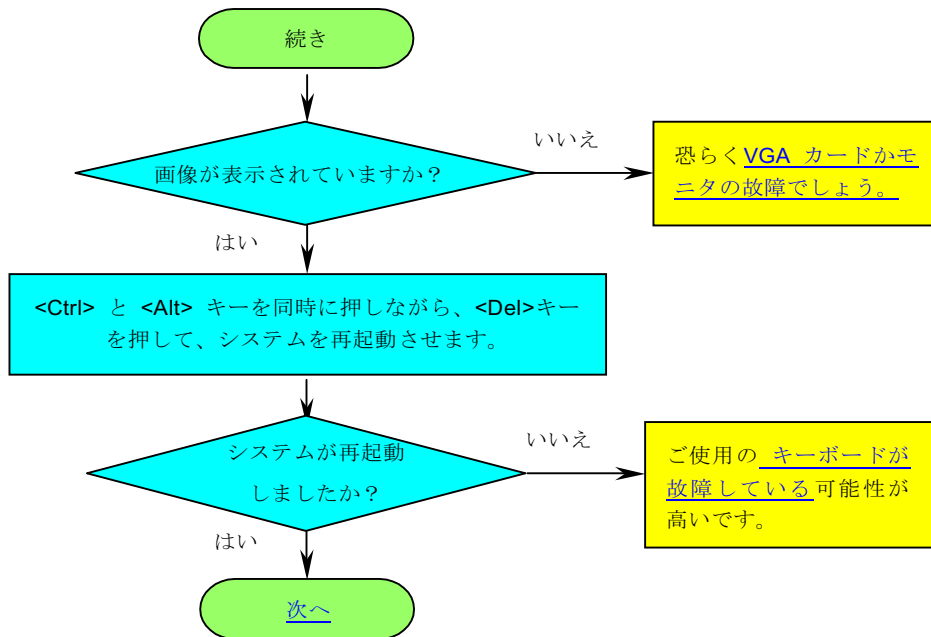 続き
画像が表示されていますか？
いいえ
恐らくVGA カードかモ
ニタの故障でしょう。
はい
<Ctrl> と <Alt> キーを同時に押しながら、<Del>キー
を押して、システムを再起動させます。
システムが再起動
しましたか？
いいえ
ご使用の キーボードが
故障している可能性が
高いです。
はい
次へ